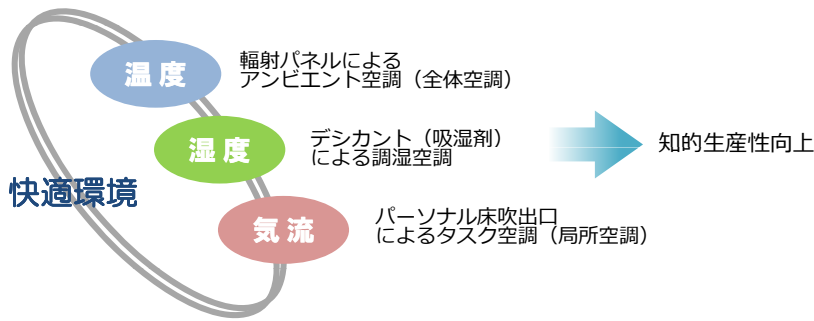 温度
輻射パネルによる
アンビエント空調（全体空調）
湿度
デシカント（吸湿剤）
による調湿空調
知的生産性向上
快適環境
気流
パーソナル床吹出口
によるタスク空調（局所空調）